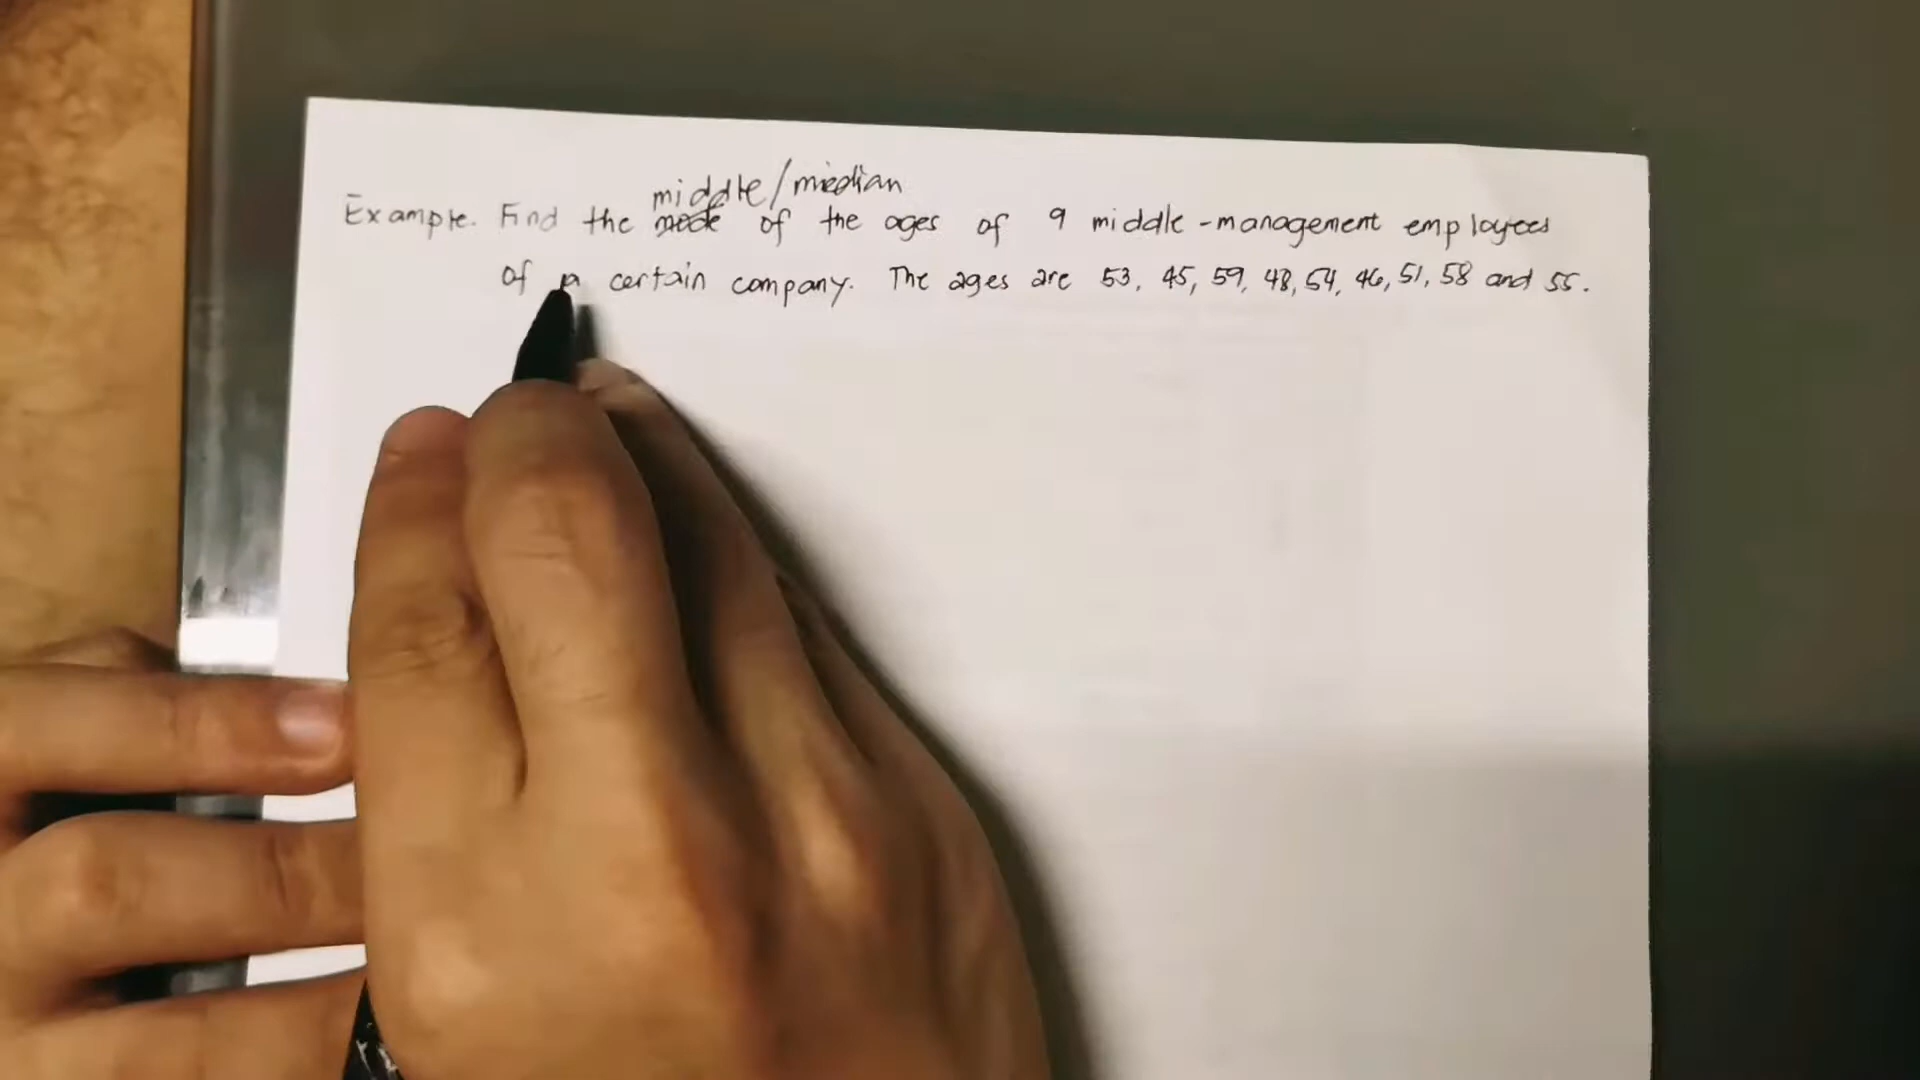 middle/median
Example. Find the mode of the ages of 9 middle-management employees
of a certain company. The ages are 53, 45, 59, 48, 54, 46, 51, 58 and 55.